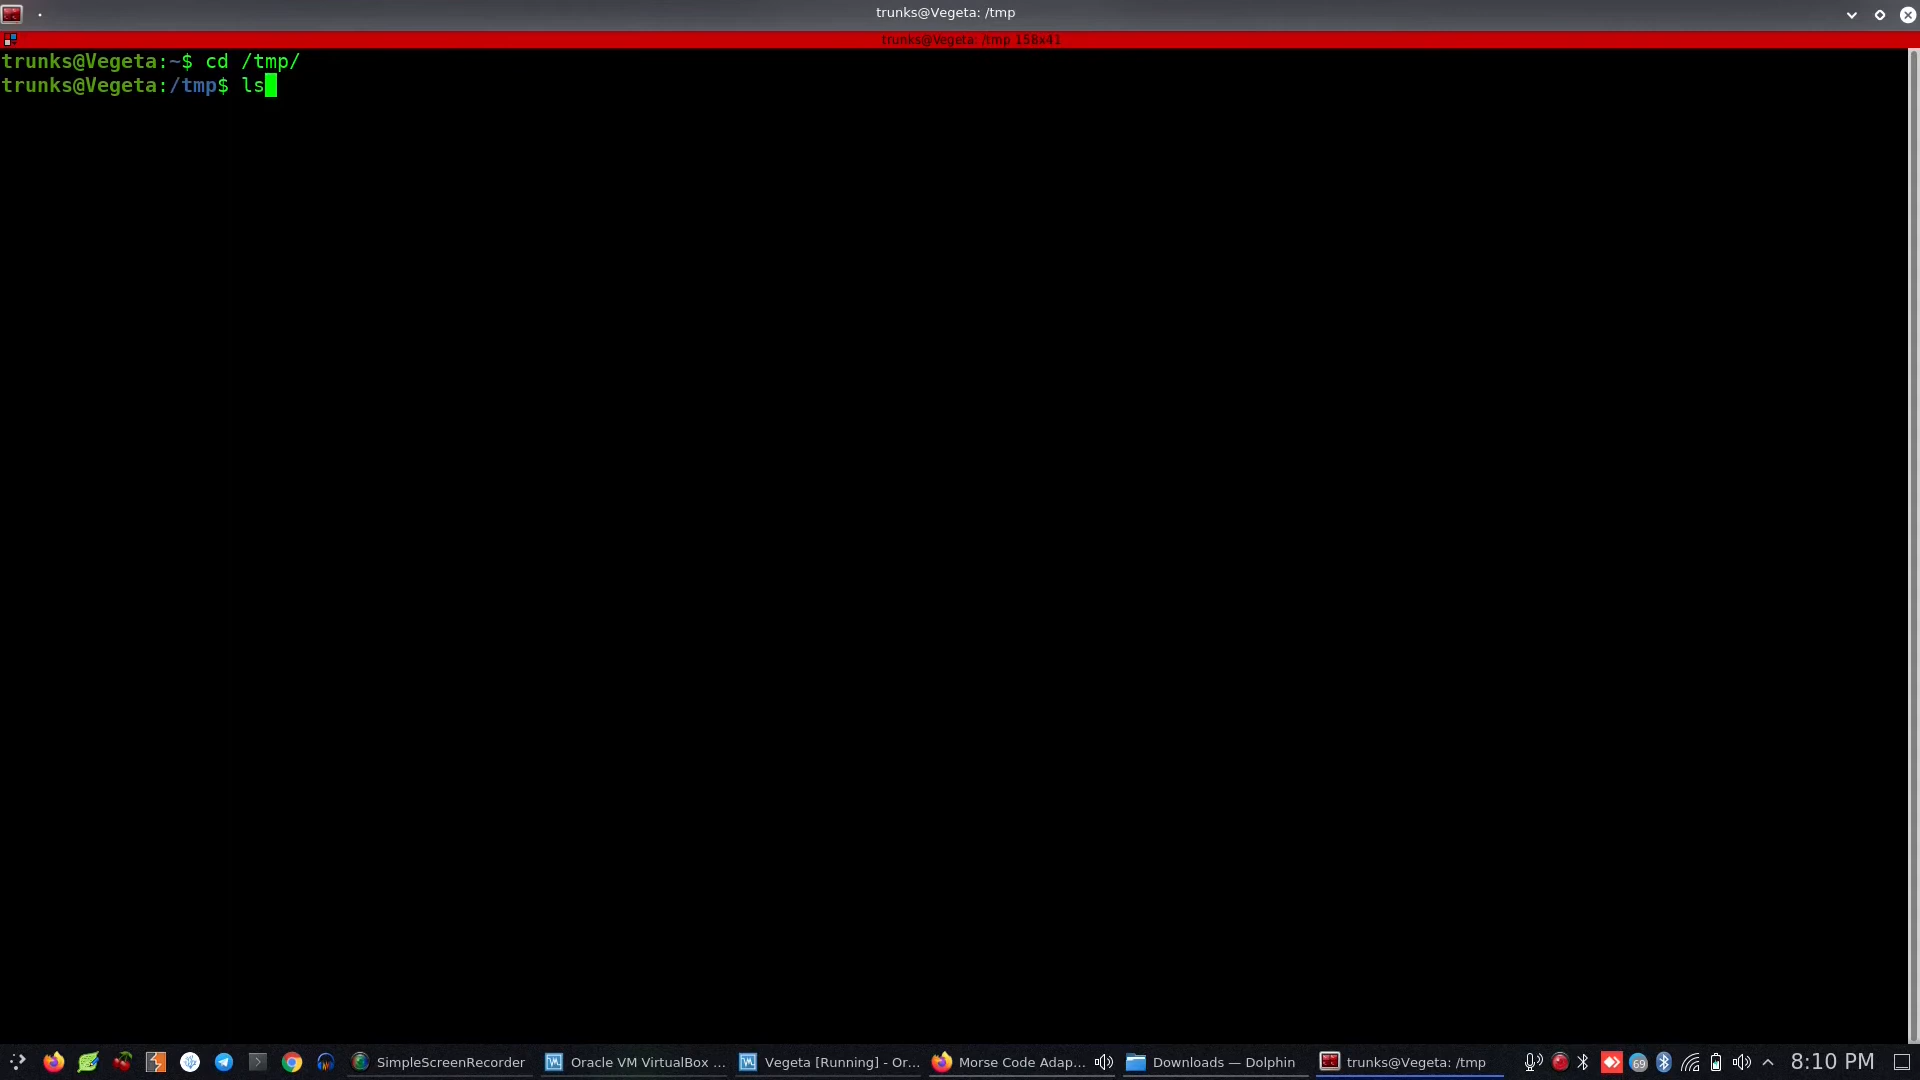 trunks@Vegeta: /tmp
trunks@Vegeta: /tmp 158x41
trunks@Vegeta:~$ cd /tmp/
trunks@Vegeta:/tmp$ ls
SimpleScreenRecorder
Oracle VM VirtualBox ...
Vegeta [Running] - Or...
Morse Code Adap...
Downloads — Dolphin
trunks@Vegeta: /tmp
69
8:10 PM